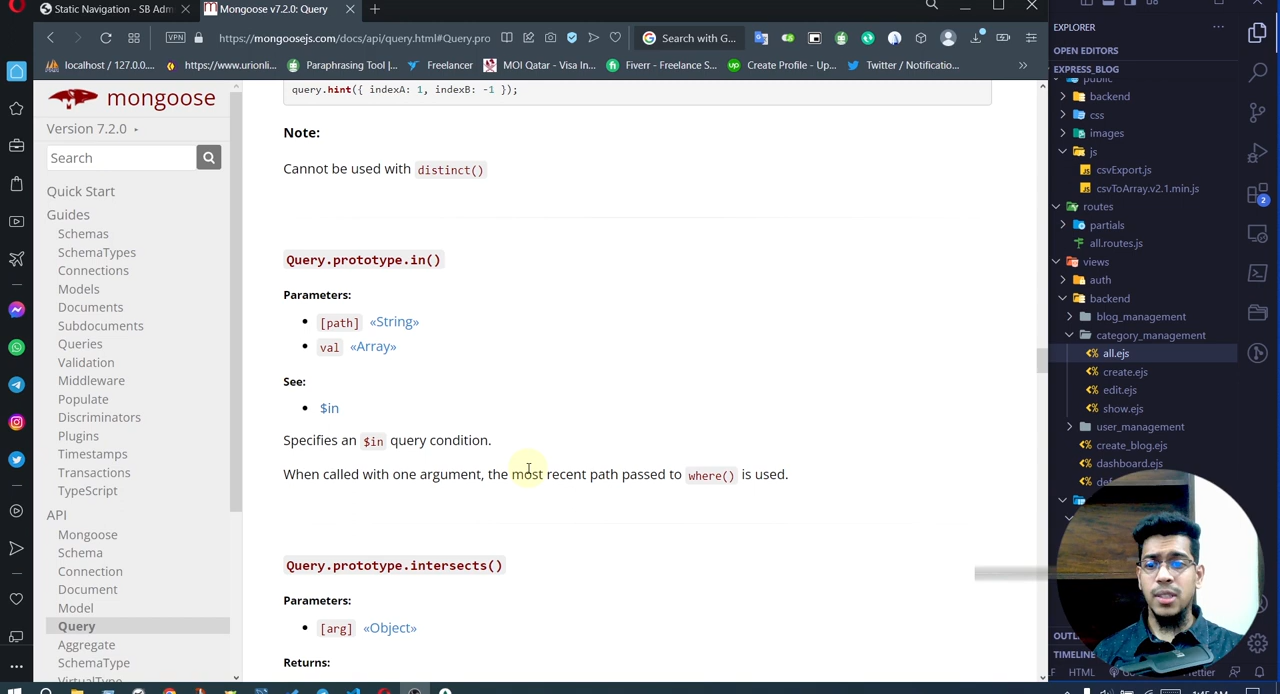 Static Navigation - SB Adm
Mongoose v7.2.0: Query
VPN
https://mongoosejs.com/docs/api/query.html#Query.pro
Search with G...
localhost / 127.0.0....
https://www.urionli...
Paraphrasing Tool |...
Freelancer
MOI Qatar - Visa In...
Fiverr - Freelance S...
Create Profile - Up...
Twitter / Notificatio...
mongoose
Version 7.2.0
Search
Quick Start
Guides
Schemas
SchemaTypes
Connections
Models
Documents
Subdocuments
Queries
Validation
Middleware
Populate
Discriminators
Plugins
Timestamps
Transactions
TypeScript
API
Mongoose
Schema
Connection
Document
Model
Query
Aggregate
SchemaType
VirtualType
query.hint({ indexA: 1, indexB: -1 });
Note:
Cannot be used with distinct()
Query.prototype.in()
Parameters:
[path] «String»
val «Array»
See:
$in
Specifies an $in query condition.
When called with one argument, the most recent path passed to where() is used.
Query.prototype.intersects()
Parameters:
[arg] «Object»
Returns:
EXPLORER
OPEN EDITORS
EXPRESS_BLOG
public
backend
css
images
js
csvExport.js
csvToArray.v2.1.min.js
routes
partials
all.routes.js
views
auth
backend
blog_management
category_management
all.ejs
create.ejs
edit.ejs
show.ejs
user_management
create_blog.ejs
dashboard.ejs
2
TIMELINE
HTML
1:45 AM